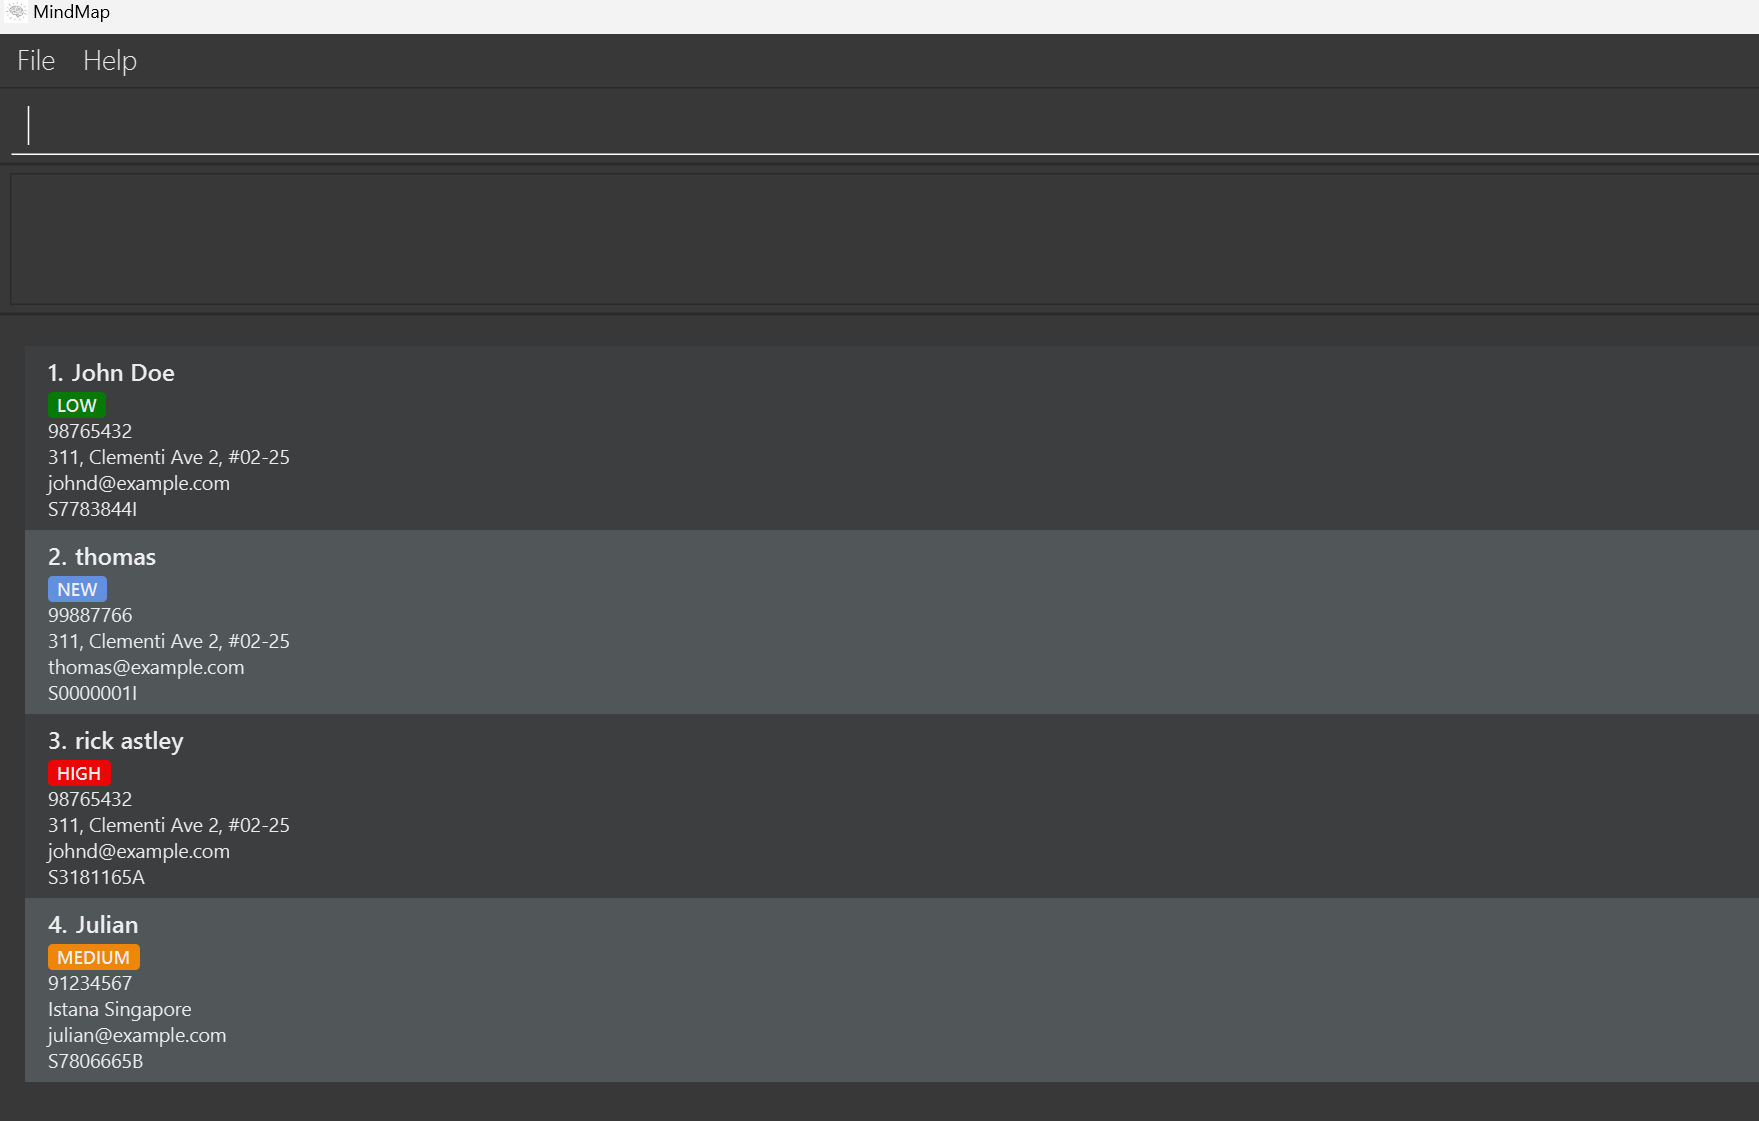 MindMap
File Help
1. John Doe
LOW
98765432
311, Clementi Ave 2, #02-25
johnd@example.com
S7783844I
2. thomas
NEW
99887766
311, Clementi Ave 2, #02-25
thomas@example.com
S0000001I
3. rick astley
HIGH
98765432
311, Clementi Ave 2, #02-25
johnd@example.com
S3181165A
4. Julian
MEDIUM
91234567
Istana Singapore
julian@example.com
S7806665B